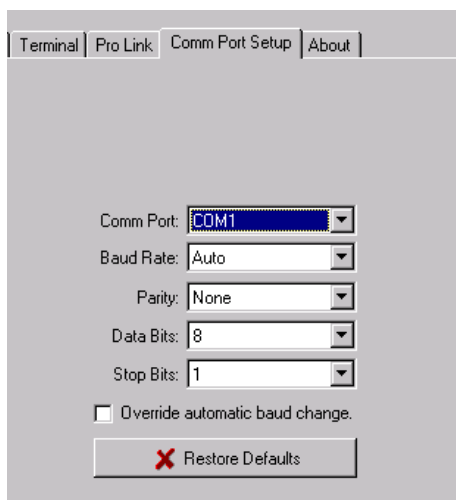 Terminal Pro Link Comm Port Setup About
Comm Port: COM1
Baud Rate: Auto
Parity: None
Data Bits: 8
Stop Bits: 1
Override automatic baud change.
Restore Defaults